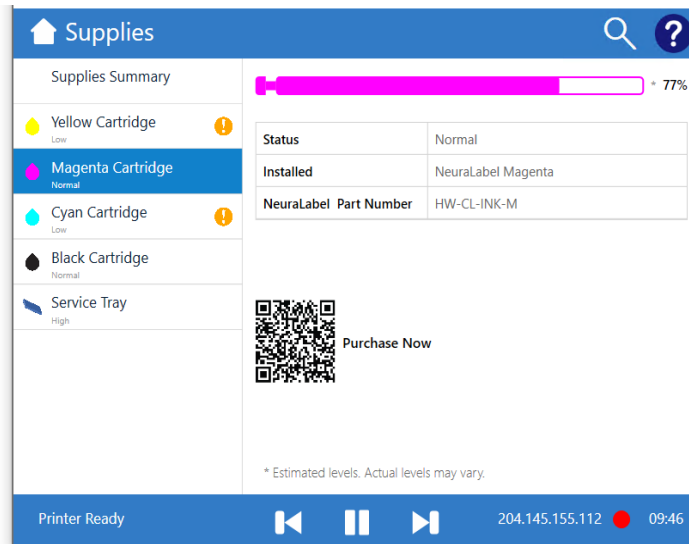 Supplies
?
Supplies Summary
Yellow Cartridge
Low
Magenta Cartridge
Normal
Cyan Cartridge
Low
Black Cartridge
Normal
Service Tray
High
* 77%
Status Normal
Installed NeuraLabel Magenta
NeuraLabel Part Number HW-CL-INK-M
Purchase Now
* Estimated levels. Actual levels may vary.
Printer Ready
204.145.155.112
09:46